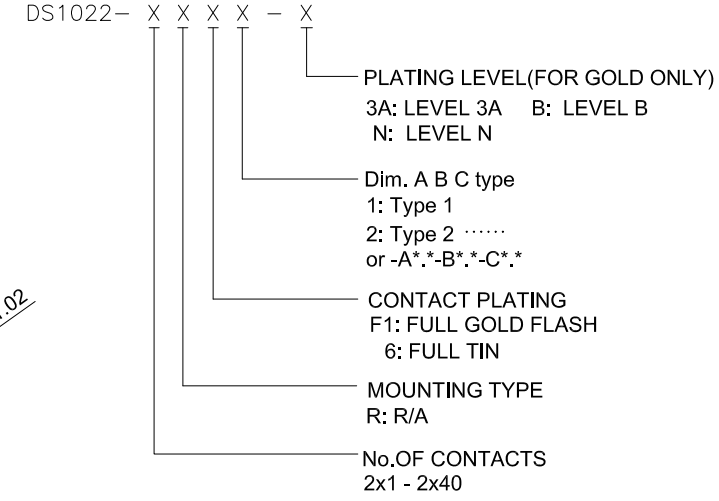 DS1022- X X X X - X
PLATING LEVEL(FOR GOLD ONLY)
3A: LEVEL 3A B: LEVEL B
N: LEVEL N
Dim. A B C type
1: Type 1
2: Type 2 ······
or -A*.*-B*.*-C*.*
CONTACT PLATING
F1: FULL GOLD FLASH
6: FULL TIN
MOUNTING TYPE
R: R/A
No.OF CONTACTS
2x1 - 2x40